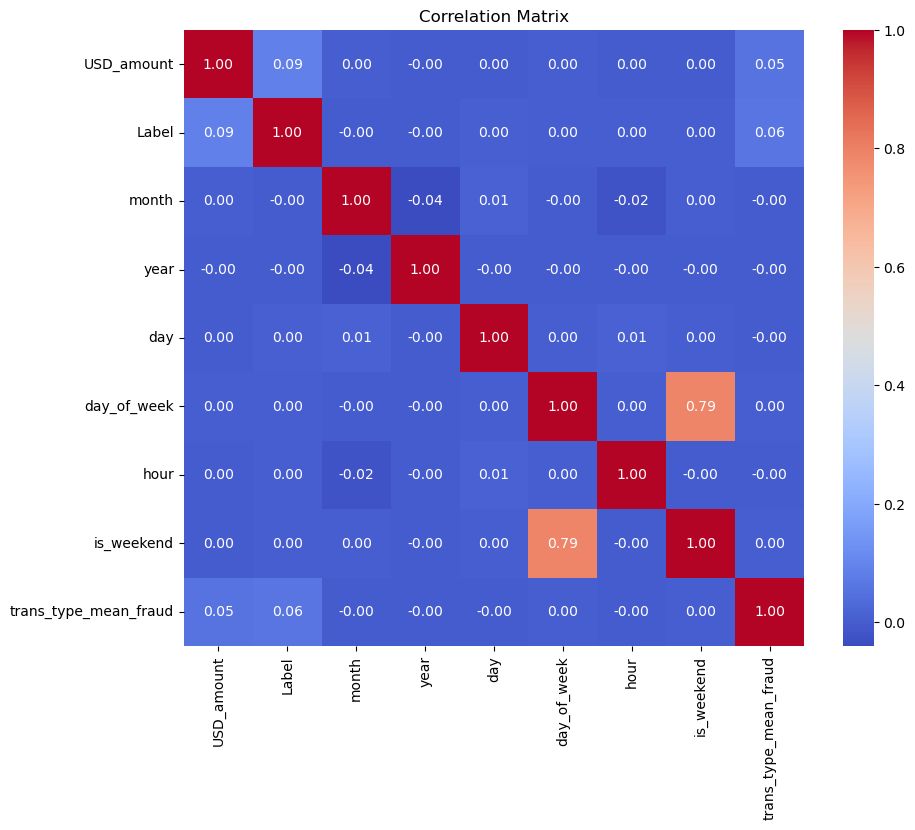 Correlation Matrix
USD_amount 1.00 0.09 0.00 -0.00 0.00 0.00 0.00 0.00 0.05
Label 0.09 1.00 -0.00 -0.00 0.00 0.00 0.00 0.00 0.06
month 0.00 -0.00 1.00 -0.04 0.01 -0.00 -0.02 0.00 -0.00
year -0.00 -0.00 -0.04 1.00 -0.00 -0.00 -0.00 -0.00 -0.00
day 0.00 0.00 0.01 -0.00 1.00 0.00 0.01 0.00 -0.00
day_of_week 0.00 0.00 -0.00 -0.00 0.00 1.00 0.00 0.79 0.00
hour 0.00 0.00 -0.02 -0.00 0.01 0.00 1.00 -0.00 -0.00
is_weekend 0.00 0.00 0.00 -0.00 0.00 0.79 -0.00 1.00 0.00
trans_type_mean_fraud 0.05 0.06 -0.00 -0.00 -0.00 0.00 -0.00 0.00 1.00
USD_amount
Label
month
year
day
day_of_week
hour
is_weekend
trans_type_mean_fraud
1.0
0.8
0.6
0.4
0.2
0.0